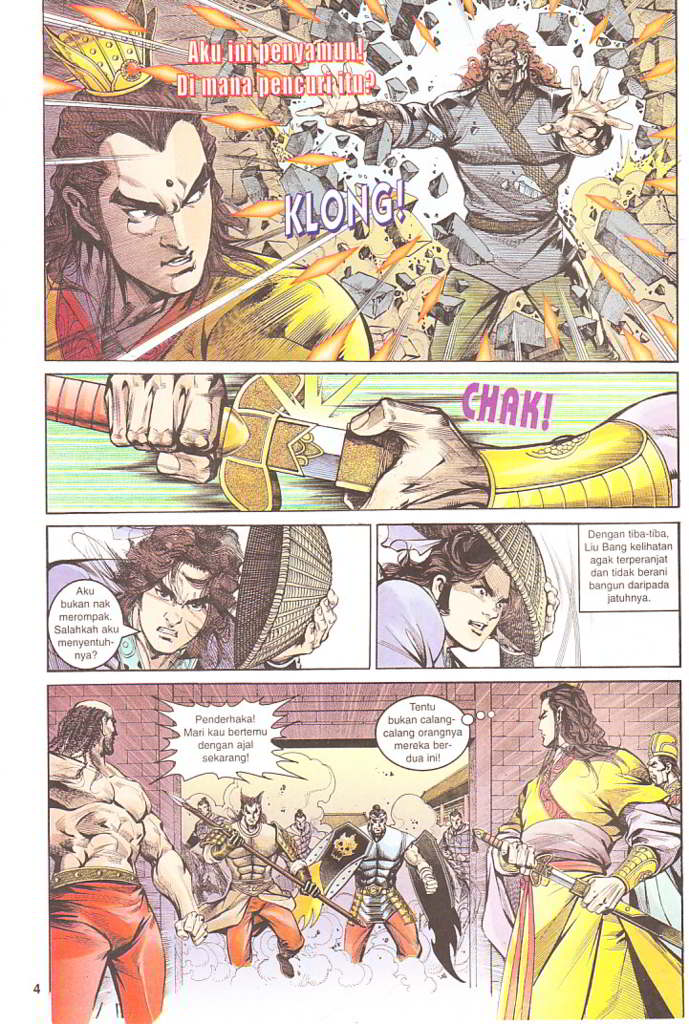 Aku ini penyamun!
Di mana pencuri itu?
KLONG!
CHAK!
Aku
bukan nak
merompak.
Salahkah aku
menyentuh-
nya?
Dengan tiba-tiba,
Liu Bang kelihatan
agak terperanjat
dan tidak berani
bangun daripada
jatuhnya.
Penderhaka!
Mari kau bertemu
dengan ajal
sekarang!
Tentu
bukan calang-
calang orangnya
mereka ber-
dua ini!
4